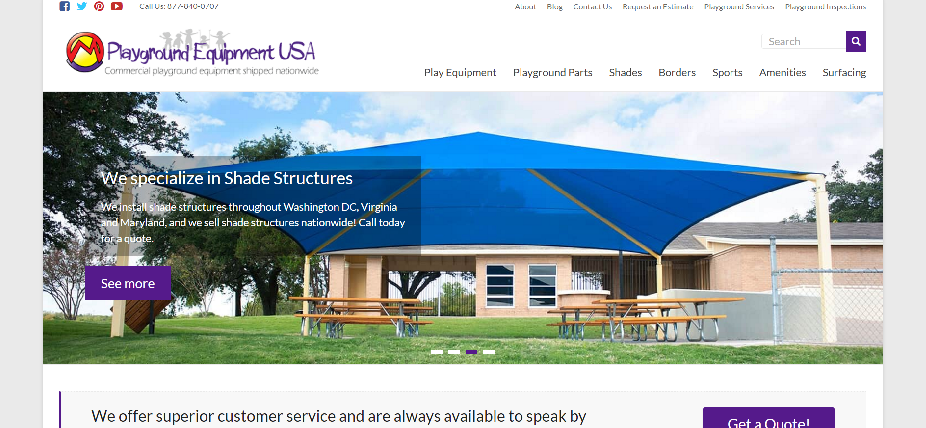 Call Us: 877-840-0707
About Blog Contact Us Request an Estimate Playground Services Playground Inspections
Playground Equipment USA
Commercial playground equipment shipped nationwide
Search
Play Equipment Playground Parts Shades Borders Sports Amenities Surfacing
We specialize in Shade Structures
We install shade structures throughout Washington DC, Virginia
and Maryland, and we sell shade structures nationwide! Call today
for a quote.
See more
We offer superior customer service and are always available to speak by
Get a Quote!